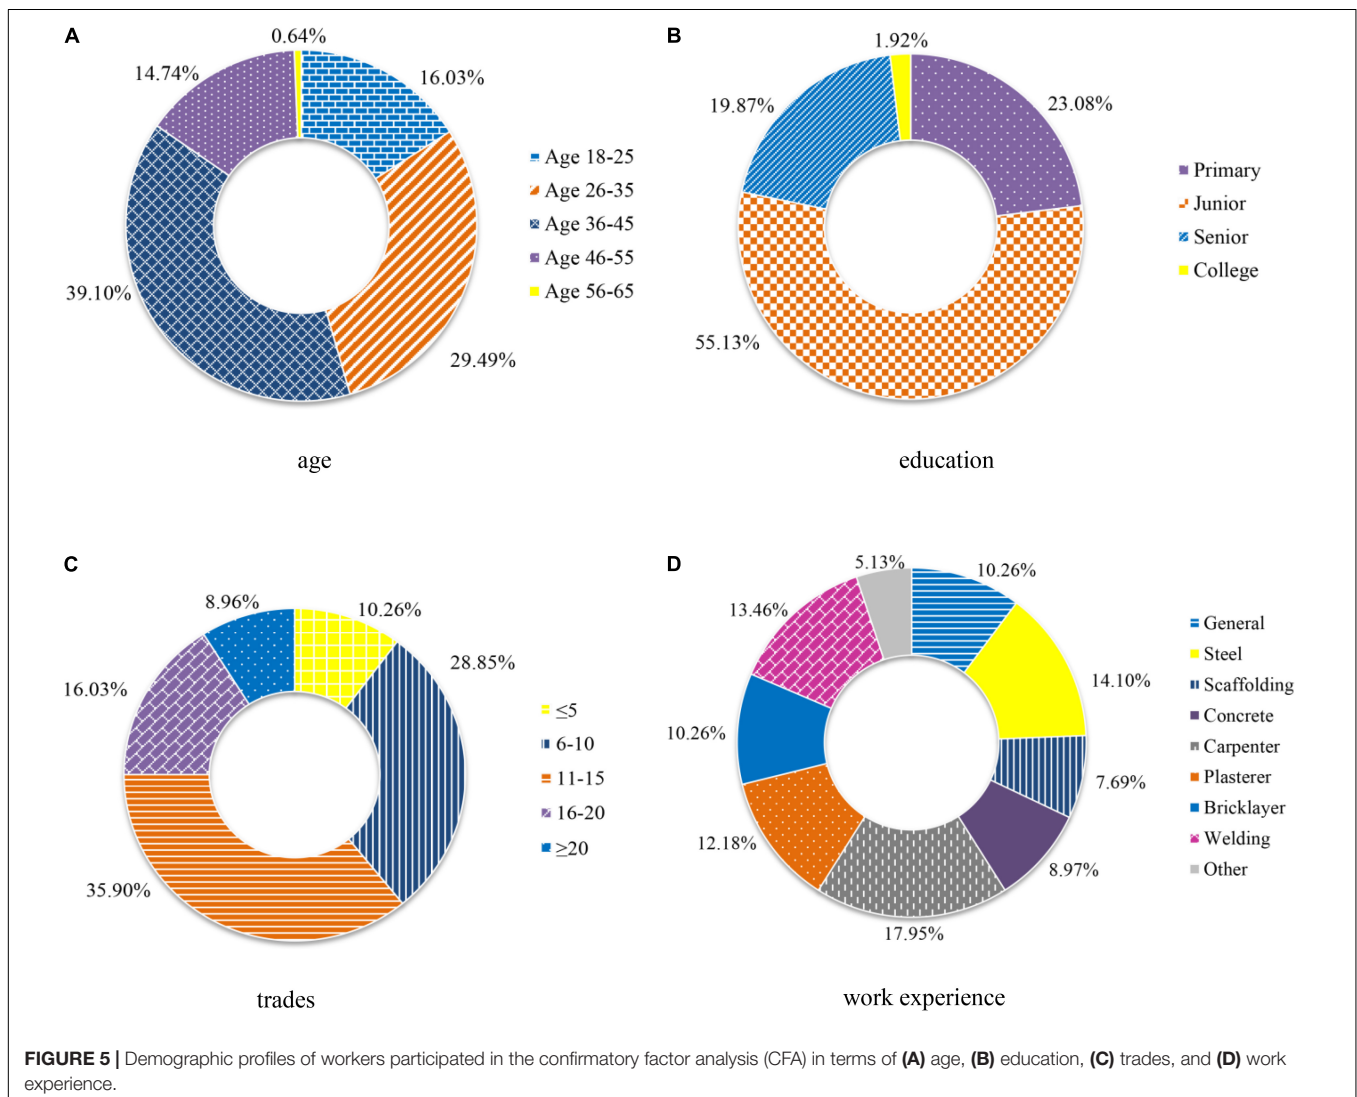 A
0.64%
14.74%
16.03%
39.10%
29.49%
Age 18-25
Age 26-35
Age 36-45
Age 46-55
Age 56-65
age
B
1.92%
19.87%
23.08%
55.13%
Primary
Junior
Senior
College
education
C
8.96%
10.26%
28.85%
16.03%
35.90%
≤5
6-10
11-15
16-20
≥20
trades
D
5.13%
10.26%
13.46%
14.10%
10.26%
7.69%
12.18%
8.97%
17.95%
General
Steel
Scaffolding
Concrete
Carpenter
Plasterer
Bricklayer
Welding
Other
work experience
FIGURE 5 | Demographic profiles of workers participated in the confirmatory factor analysis (CFA) in terms of (A) age, (B) education, (C) trades, and (D) work
experience.